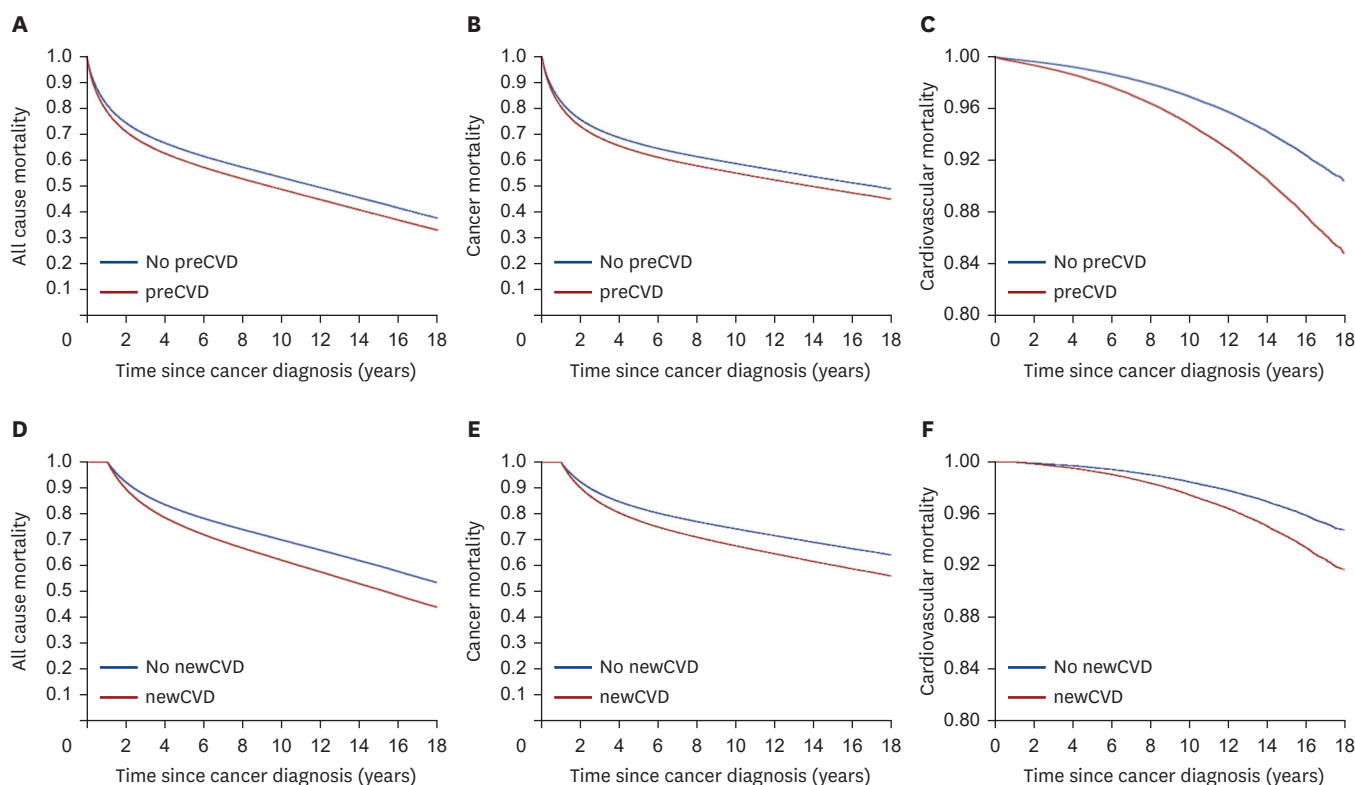 A
All cause mortality
1.0
0.9
0.8
0.7
0.6
0.5
0.4
0.3
0.2
0.1
0
No preCVD
preCVD
2 4 6 8 10 12 14 16 18
Time since cancer diagnosis (years)
B
Cancer mortality
1.0
0.9
0.8
0.7
0.6
0.5
0.4
0.3
0.2
0.1
0
No preCVD
preCVD
2 4 6 8 10 12 14 16 18
Time since cancer diagnosis (years)
C
Cardiovascular mortality
1.00
0.96
0.92
0.88
0.84
0.80
No preCVD
preCVD
0 2 4 6 8 10 12 14 16 18
Time since cancer diagnosis (years)
D
All cause mortality
1.0
0.9
0.8
0.7
0.6
0.5
0.4
0.3
0.2
0.1
0
No newCVD
newCVD
2 4 6 8 10 12 14 16 18
Time since cancer diagnosis (years)
E
Cancer mortality
1.0
0.9
0.8
0.7
0.6
0.5
0.4
0.3
0.2
0.1
0
No newCVD
newCVD
2 4 6 8 10 12 14 16 18
Time since cancer diagnosis (years)
F
Cardiovascular mortality
1.00
0.96
0.92
0.88
0.84
0.80
No newCVD
newCVD
0 2 4 6 8 10 12 14 16 18
Time since cancer diagnosis (years)